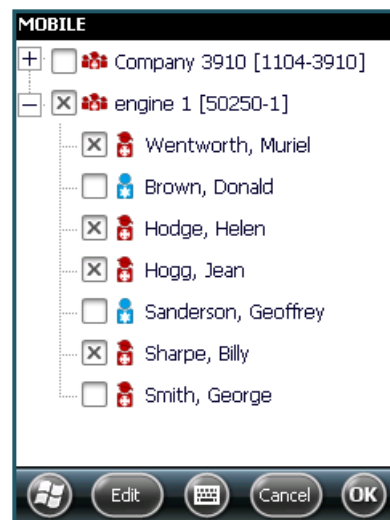 MOBILE
Company 3910 [1104-3910]
engine 1 [50250-1]
Wentworth, Muriel
Brown, Donald
Hodge, Helen
Hogg, Jean
Sanderson, Geoffrey
Sharpe, Billy
Smith, George
Edit Cancel OK